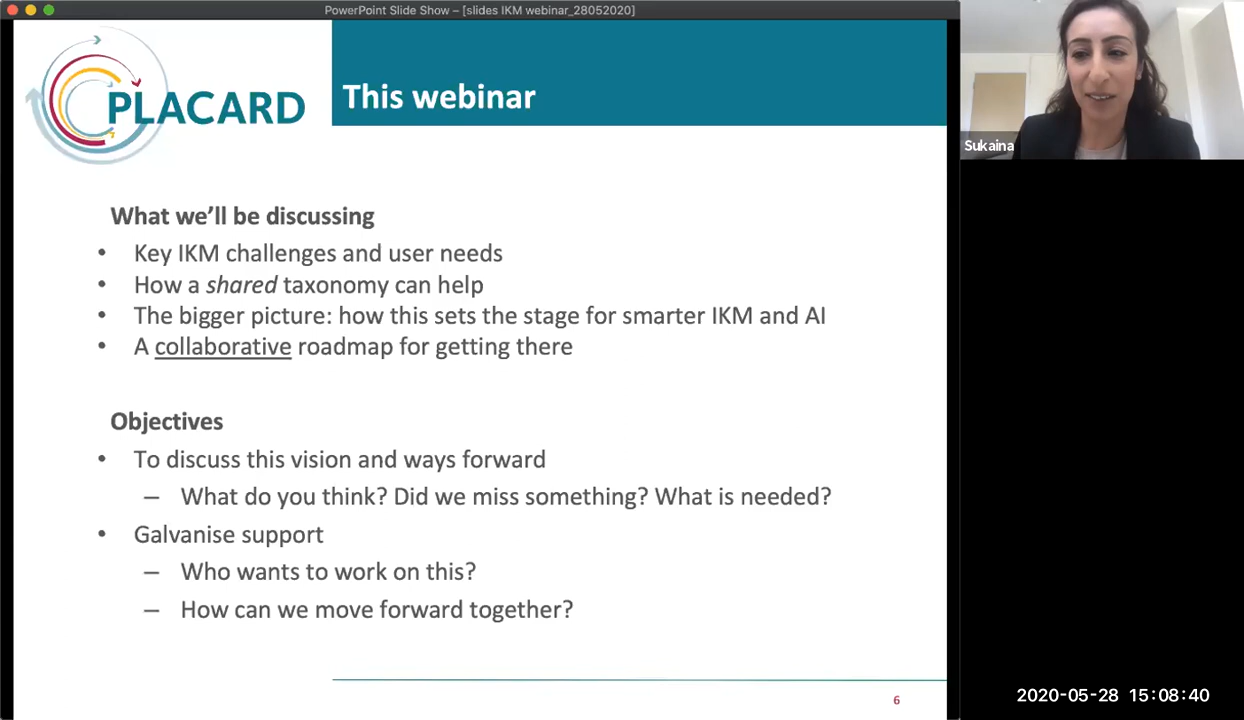 PowerPoint Slide Show – [slides IKM webinar_28052020]
PLACARD
This webinar
Sukaina
What we’ll be discussing
• Key IKM challenges and user needs
• How a shared taxonomy can help
• The bigger picture: how this sets the stage for smarter IKM and AI
• A collaborative roadmap for getting there
Objectives
• To discuss this vision and ways forward
– What do you think? Did we miss something? What is needed?
• Galvanise support
– Who wants to work on this?
– How can we move forward together?
6
2020-05-28 15:08:40